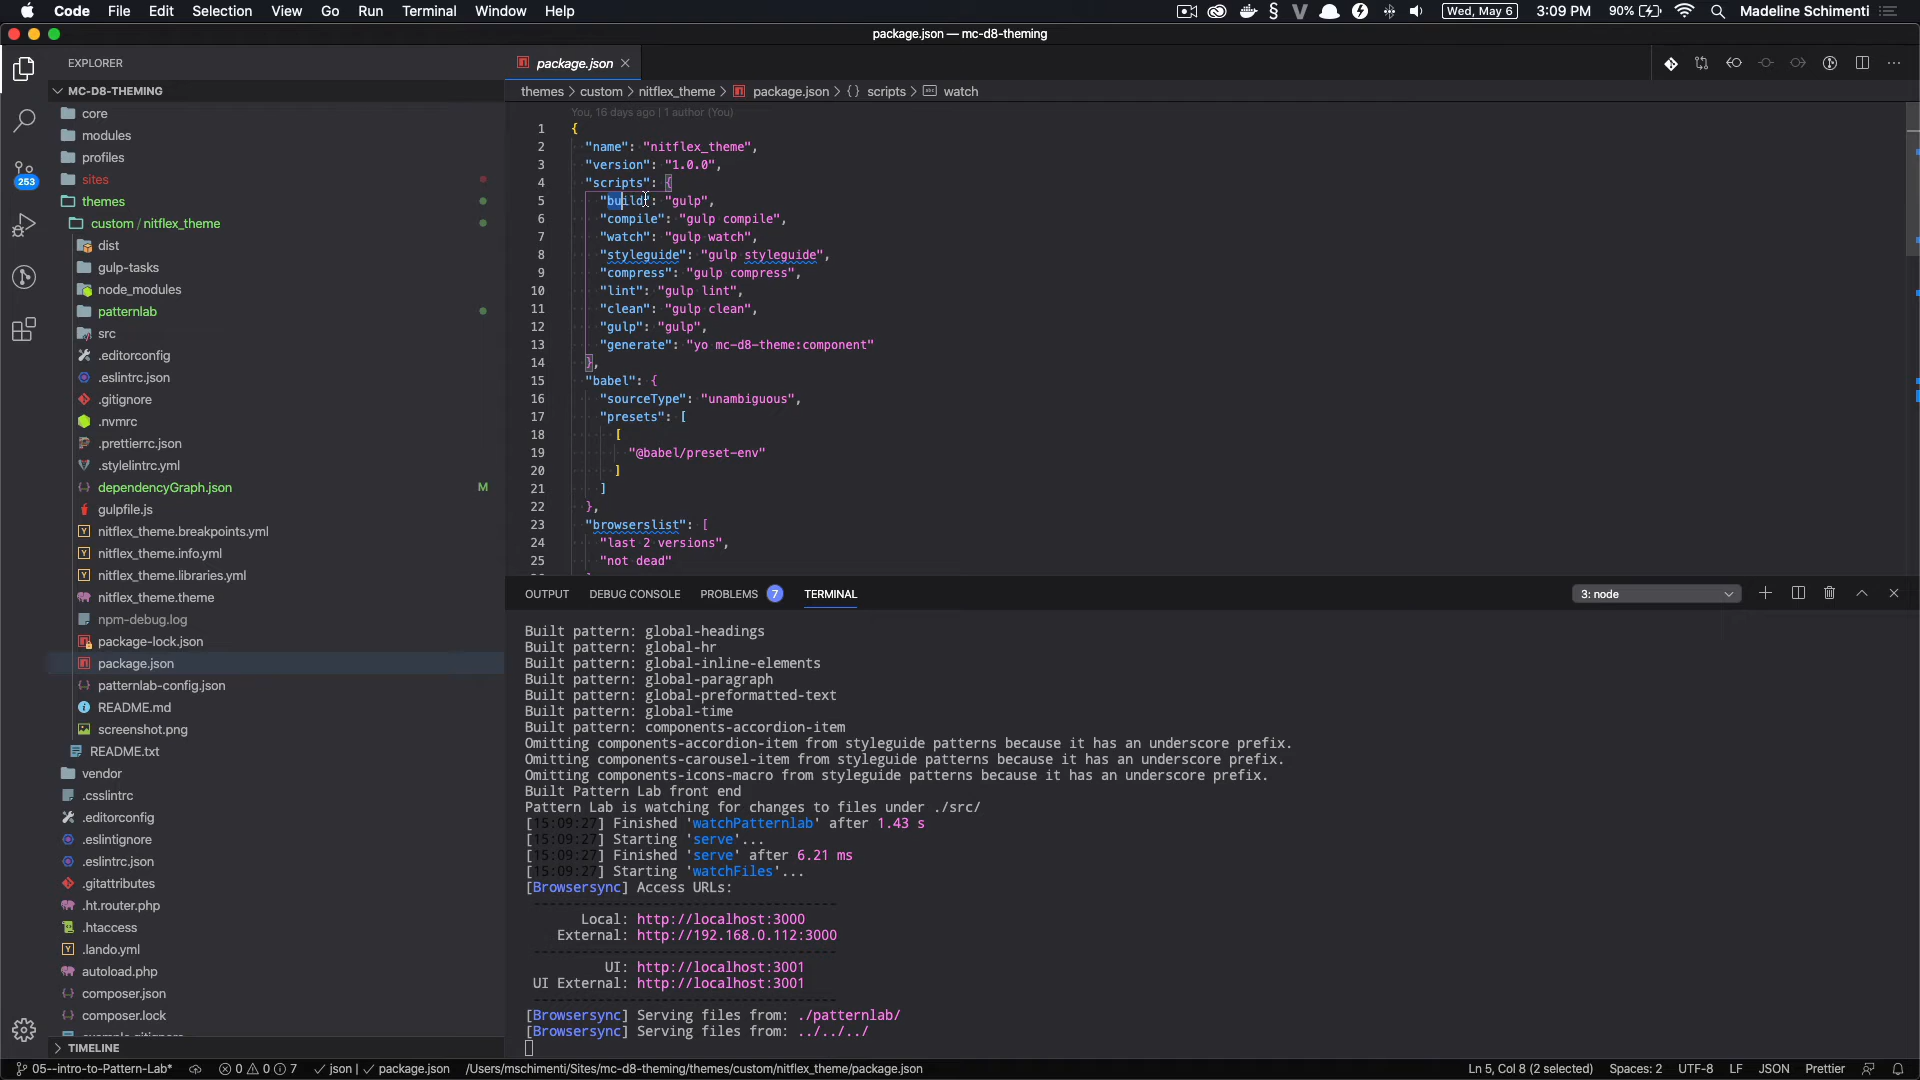 Code File Edit Selection View Go Run Terminal Window Help
Wed, May 6 3:09 PM 90% Madeline Schimenti
package.json — mc-d8-theming
EXPLORER
MC-D8-THEMING
core
modules
profiles
sites
themes
custom / nitflex_theme
dist
gulp-tasks
node_modules
patternlab
src
.editorconfig
.eslintrc.json
.gitignore
.nvmrc
.prettierrc.json
.stylelintrc.yml
dependencyGraph.json M
gulpfile.js
nitflex_theme.breakpoints.yml
nitflex_theme.info.yml
nitflex_theme.libraries.yml
nitflex_theme.theme
npm-debug.log
package-lock.json
package.json
patternlab-config.json
README.md
screenshot.png
README.txt
vendor
.csslintrc
.editorconfig
.eslintignore
.eslintrc.json
.gitattributes
.ht.router.php
.htaccess
.lando.yml
autoload.php
composer.json
composer.lock
TIMELINE
253
package.json
themes > custom > nitflex_theme > package.json > {} scripts > watch
You, 16 days ago | 1 author (You)
1 {
2 "name": "nitflex_theme",
3 "version": "1.0.0",
4 "scripts": {
5 "build": "gulp",
6 "compile": "gulp compile",
7 "watch": "gulp watch",
8 "styleguide": "gulp styleguide",
9 "compress": "gulp compress",
10 "lint": "gulp lint",
11 "clean": "gulp clean",
12 "gulp": "gulp",
13 "generate": "yo mc-d8-theme:component"
14 },
15 "babel": {
16 "sourceType": "unambiguous",
17 "presets": [
18 [
19 "@babel/preset-env"
20 ]
21 ]
22 },
23 "browserslist": [
24 "last 2 versions",
25 "not dead"
OUTPUT DEBUG CONSOLE PROBLEMS 7 TERMINAL 3: node
Built pattern: global-headings
Built pattern: global-hr
Built pattern: global-inline-elements
Built pattern: global-paragraph
Built pattern: global-preformatted-text
Built pattern: global-time
Built pattern: components-accordion-item
Omitting components-accordion-item from styleguide patterns because it has an underscore prefix.
Omitting components-carousel-item from styleguide patterns because it has an underscore prefix.
Omitting components-icons-macro from styleguide patterns because it has an underscore prefix.
Built Pattern Lab front end
Pattern Lab is watching for changes to files under ./src/
[15:09:27] Finished 'watchPatternlab' after 1.43 s
[15:09:27] Starting 'serve'...
[15:09:27] Finished 'serve' after 6.21 ms
[15:09:27] Starting 'watchFiles'...
[Browsersync] Access URLs:
--------------------------------------
Local: http://localhost:3000
External: http://192.168.0.112:3000
--------------------------------------
UI: http://localhost:3001
UI External: http://localhost:3001
--------------------------------------
[Browsersync] Serving files from: ./patternlab/
[Browsersync] Serving files from: ../../../
05--intro-to-Pattern-Lab* 0 0 7 json | package.json /Users/mschimenti/Sites/mc-d8-theming/themes/custom/nitflex_theme/package.json Ln 5, Col 8 (2 selected) Spaces: 2 UTF-8 LF JSON Prettier